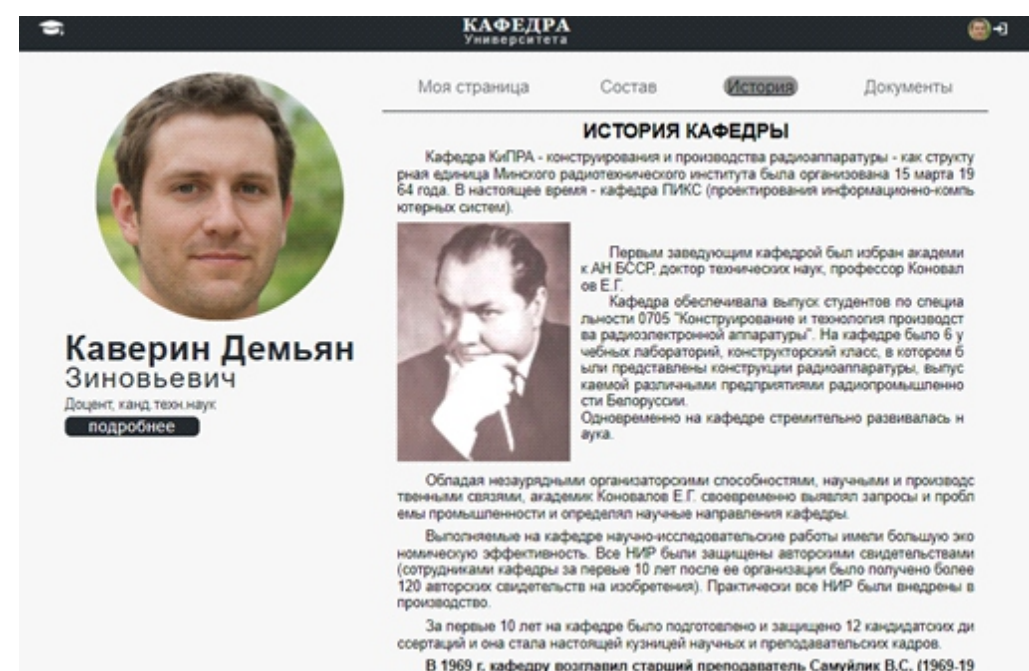 КАФЕДРА
Университета
Моя страница Состав История Документы
ИСТОРИЯ КАФЕДРЫ
Кафедра КиПРА - конструирования и производства радиоаппаратуры - как структу
рная единица Минского радиотехнического института была организована 15 марта 19
64 года. В настоящее время - кафедра ПИКС (проектирования информационно-компь
ютерных систем).
Первым заведующим кафедрой был избран академи
к АН БССР, доктор технических наук, профессор Коновал
ов Е.Г.
Кафедра обеспечивала выпуск студентов по специа
льности 0705 "Конструирование и технология производст
ва радиоэлектронной аппаратуры". На кафедре было 6 у
чебных лабораторий, конструкторский класс, в котором б
ыли представлены конструкции радиоаппаратуры, выпус
каемой различными предприятиями радиопромышленно
сти Белоруссии.
Одновременно на кафедре стремительно развивалась н
аука.
Каверин Демьян
Зиновьевич
Доцент, канд.техн.наук
подробнее
Обладая незаурядными организаторскими способностями, научными и производс
твенными связями, академик Коновалов Е.Г. своевременно выявлял запросы и пробл
емы промышленности и определял научные направления кафедры.
Выполняемые на кафедре научно-исследовательские работы имели большую эко
номическую эффективность. Все НИР были защищены авторскими свидетельствами
(сотрудниками кафедры за первые 10 лет после ее организации было получено более
120 авторских свидетельств на изобретения). Практически все НИР были внедрены в
производство.
За первые 10 лет на кафедре было подготовлено и защищено 12 кандидатских ди
ссертаций и она стала настоящей кузницей научных и преподавательских кадров.
В 1969 г. кафедру возглавил старший преподаватель Самуйлик В.С. (1969-19